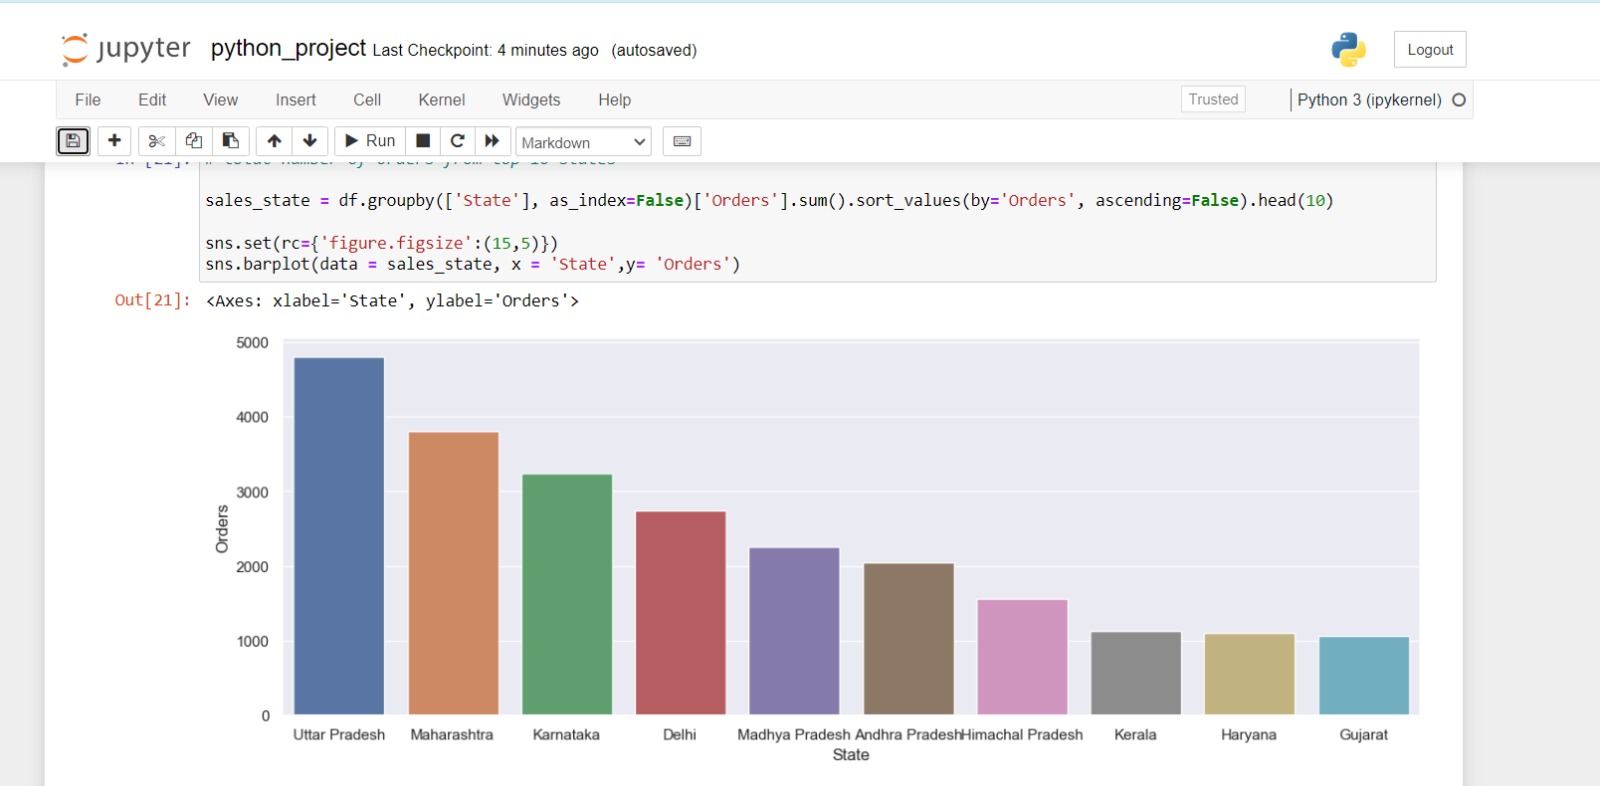 jupyter python_project Last Checkpoint: 4 minutes ago (autosaved) Logout
File Edit View Insert Cell Kernel Widgets Help Trusted Python 3 (ipykernel)
Run Markdown
sales_state = df.groupby(['State'], as_index=False)['Orders'].sum().sort_values(by='Orders', ascending=False).head(10)
sns.set(rc={'figure.figsize':(15,5)})
sns.barplot(data = sales_state, x = 'State',y= 'Orders')
Out[21]: <Axes: xlabel='State', ylabel='Orders'>
5000
4000
3000
2000
1000
0
Orders
Uttar Pradesh Maharashtra Karnataka Delhi Madhya Pradesh Andhra Pradesh Himachal Pradesh Kerala Haryana Gujarat
State